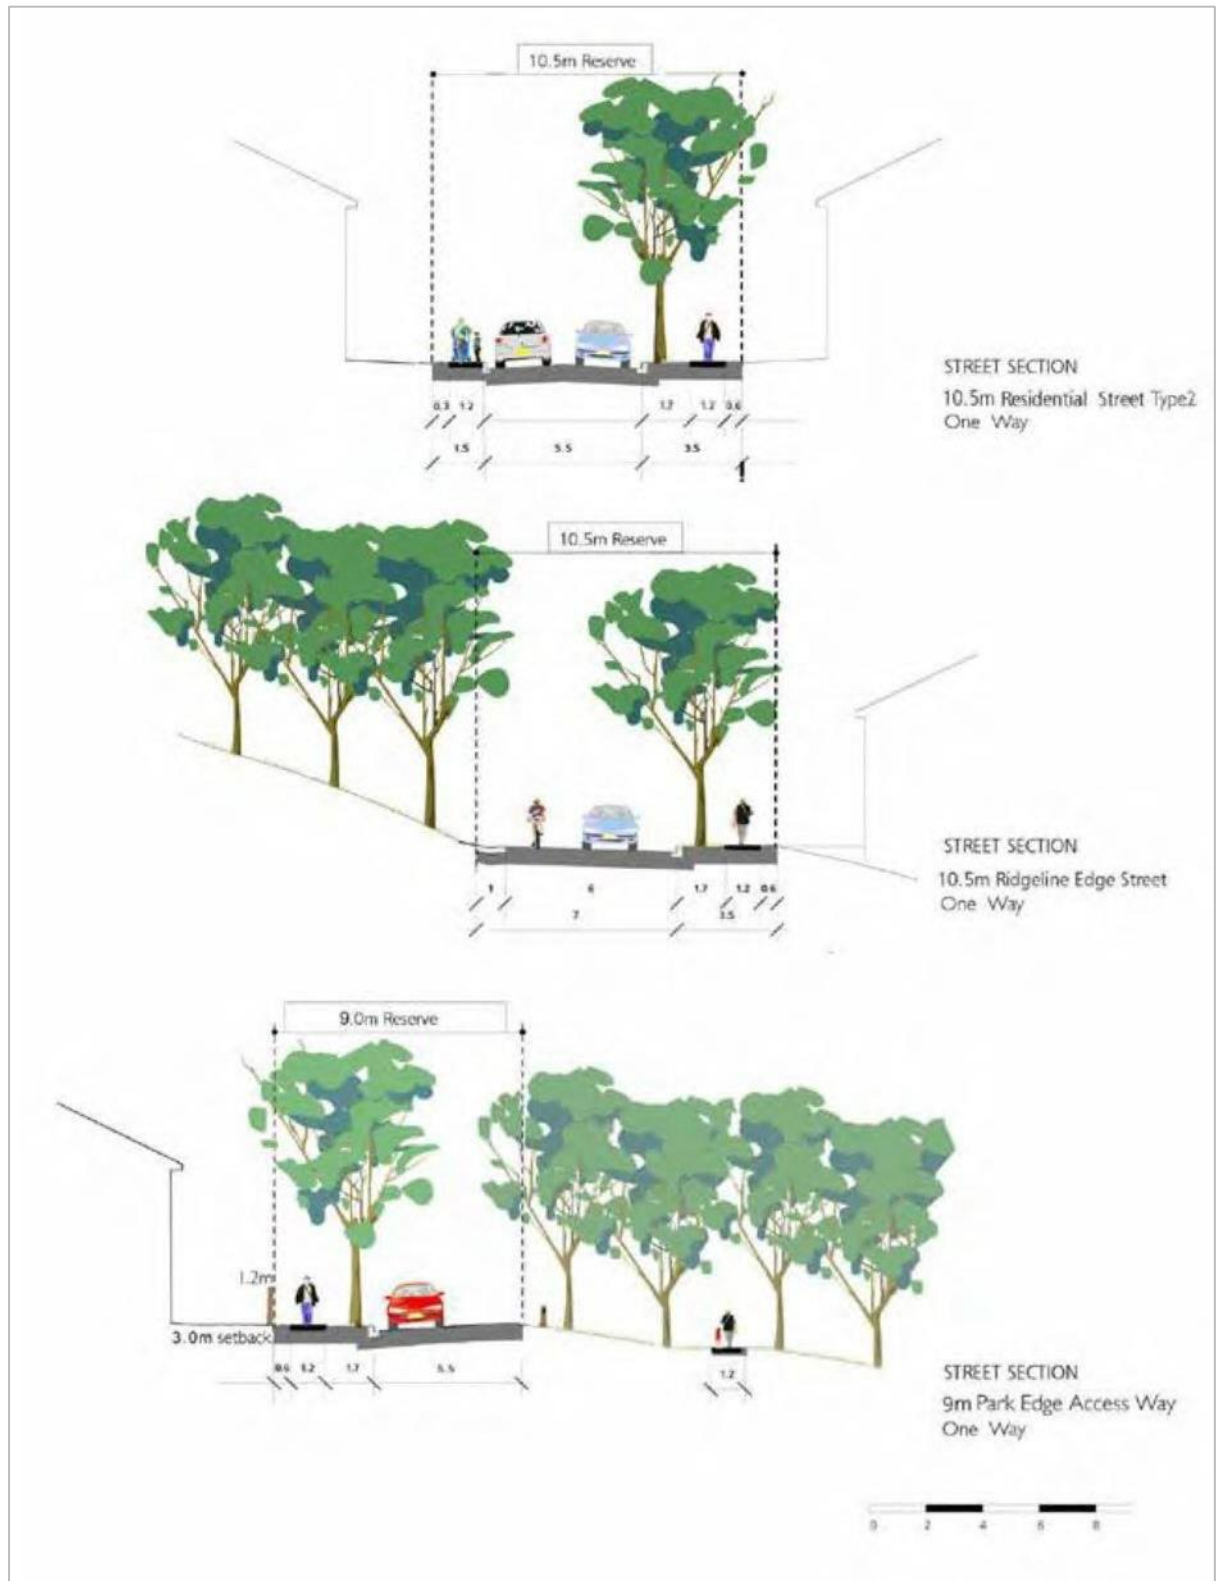 10.5m Reserve
STREET SECTION
10.5m Residential Street Type2
One Way
0.3 1.2 1.7 1.2 0.6
1.5 5.5 3.5
10.5m Reserve
STREET SECTION
10.5m Ridgeline Edge Street
One Way
1 6 1.7 1.2 0.6
7 3.5
9.0m Reserve
1.2m
3.0m setback
0.6 1.2 1.7 5.5
1.2
STREET SECTION
9m Park Edge Access Way
One Way
0 2 4 6 8